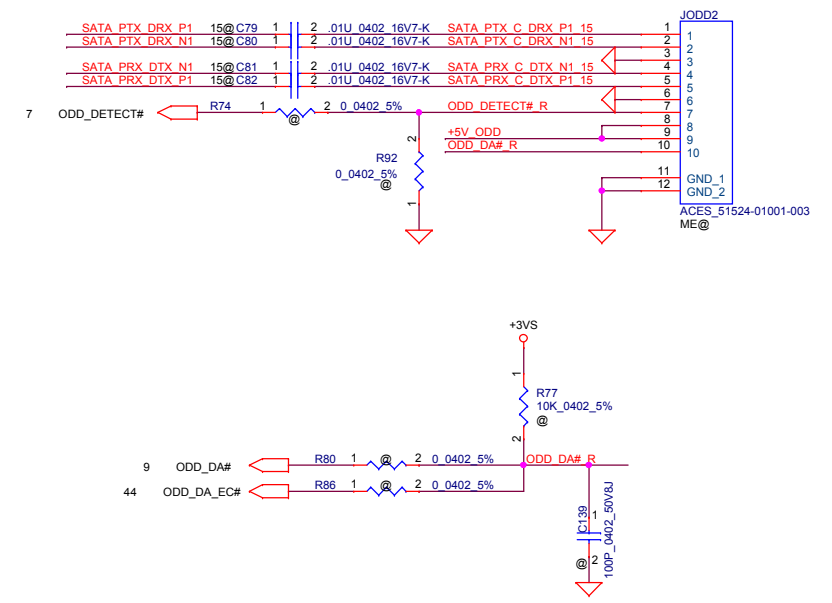 JODD2
SATA_PTX_DRX_P1 15@ C79 1 2 .01U_0402_16V7-K SATA_PTX_C_DRX_P1_15 1 1
SATA_PTX_DRX_N1 15@ C80 1 2 .01U_0402_16V7-K SATA_PTX_C_DRX_N1_15 2 2
3 3
SATA_PRX_DTX_N1 15@ C81 1 2 .01U_0402_16V7-K SATA_PRX_C_DTX_N1_15 4 4
SATA_PRX_DTX_P1 15@ C82 1 2 .01U_0402_16V7-K SATA_PRX_C_DTX_P1_15 5 5
6 6
7 ODD_DETECT# R74 1 @ 2 0_0402_5% ODD_DETECT#_R 7 7
8 8
+5V_ODD 9 9
ODD_DA#_R 10 10
2
R92
0_0402_5%
@
1
11 GND_1
12 GND_2
ACES_51524-01001-003
ME@
+3VS
1
R77
10K_0402_5%
@
2
9 ODD_DA# R80 1 @ 2 0_0402_5% ODD_DA#_R
44 ODD_DA_EC# R86 1 @ 2 0_0402_5%
C139
1
100P_0402_50V8J
@ 2